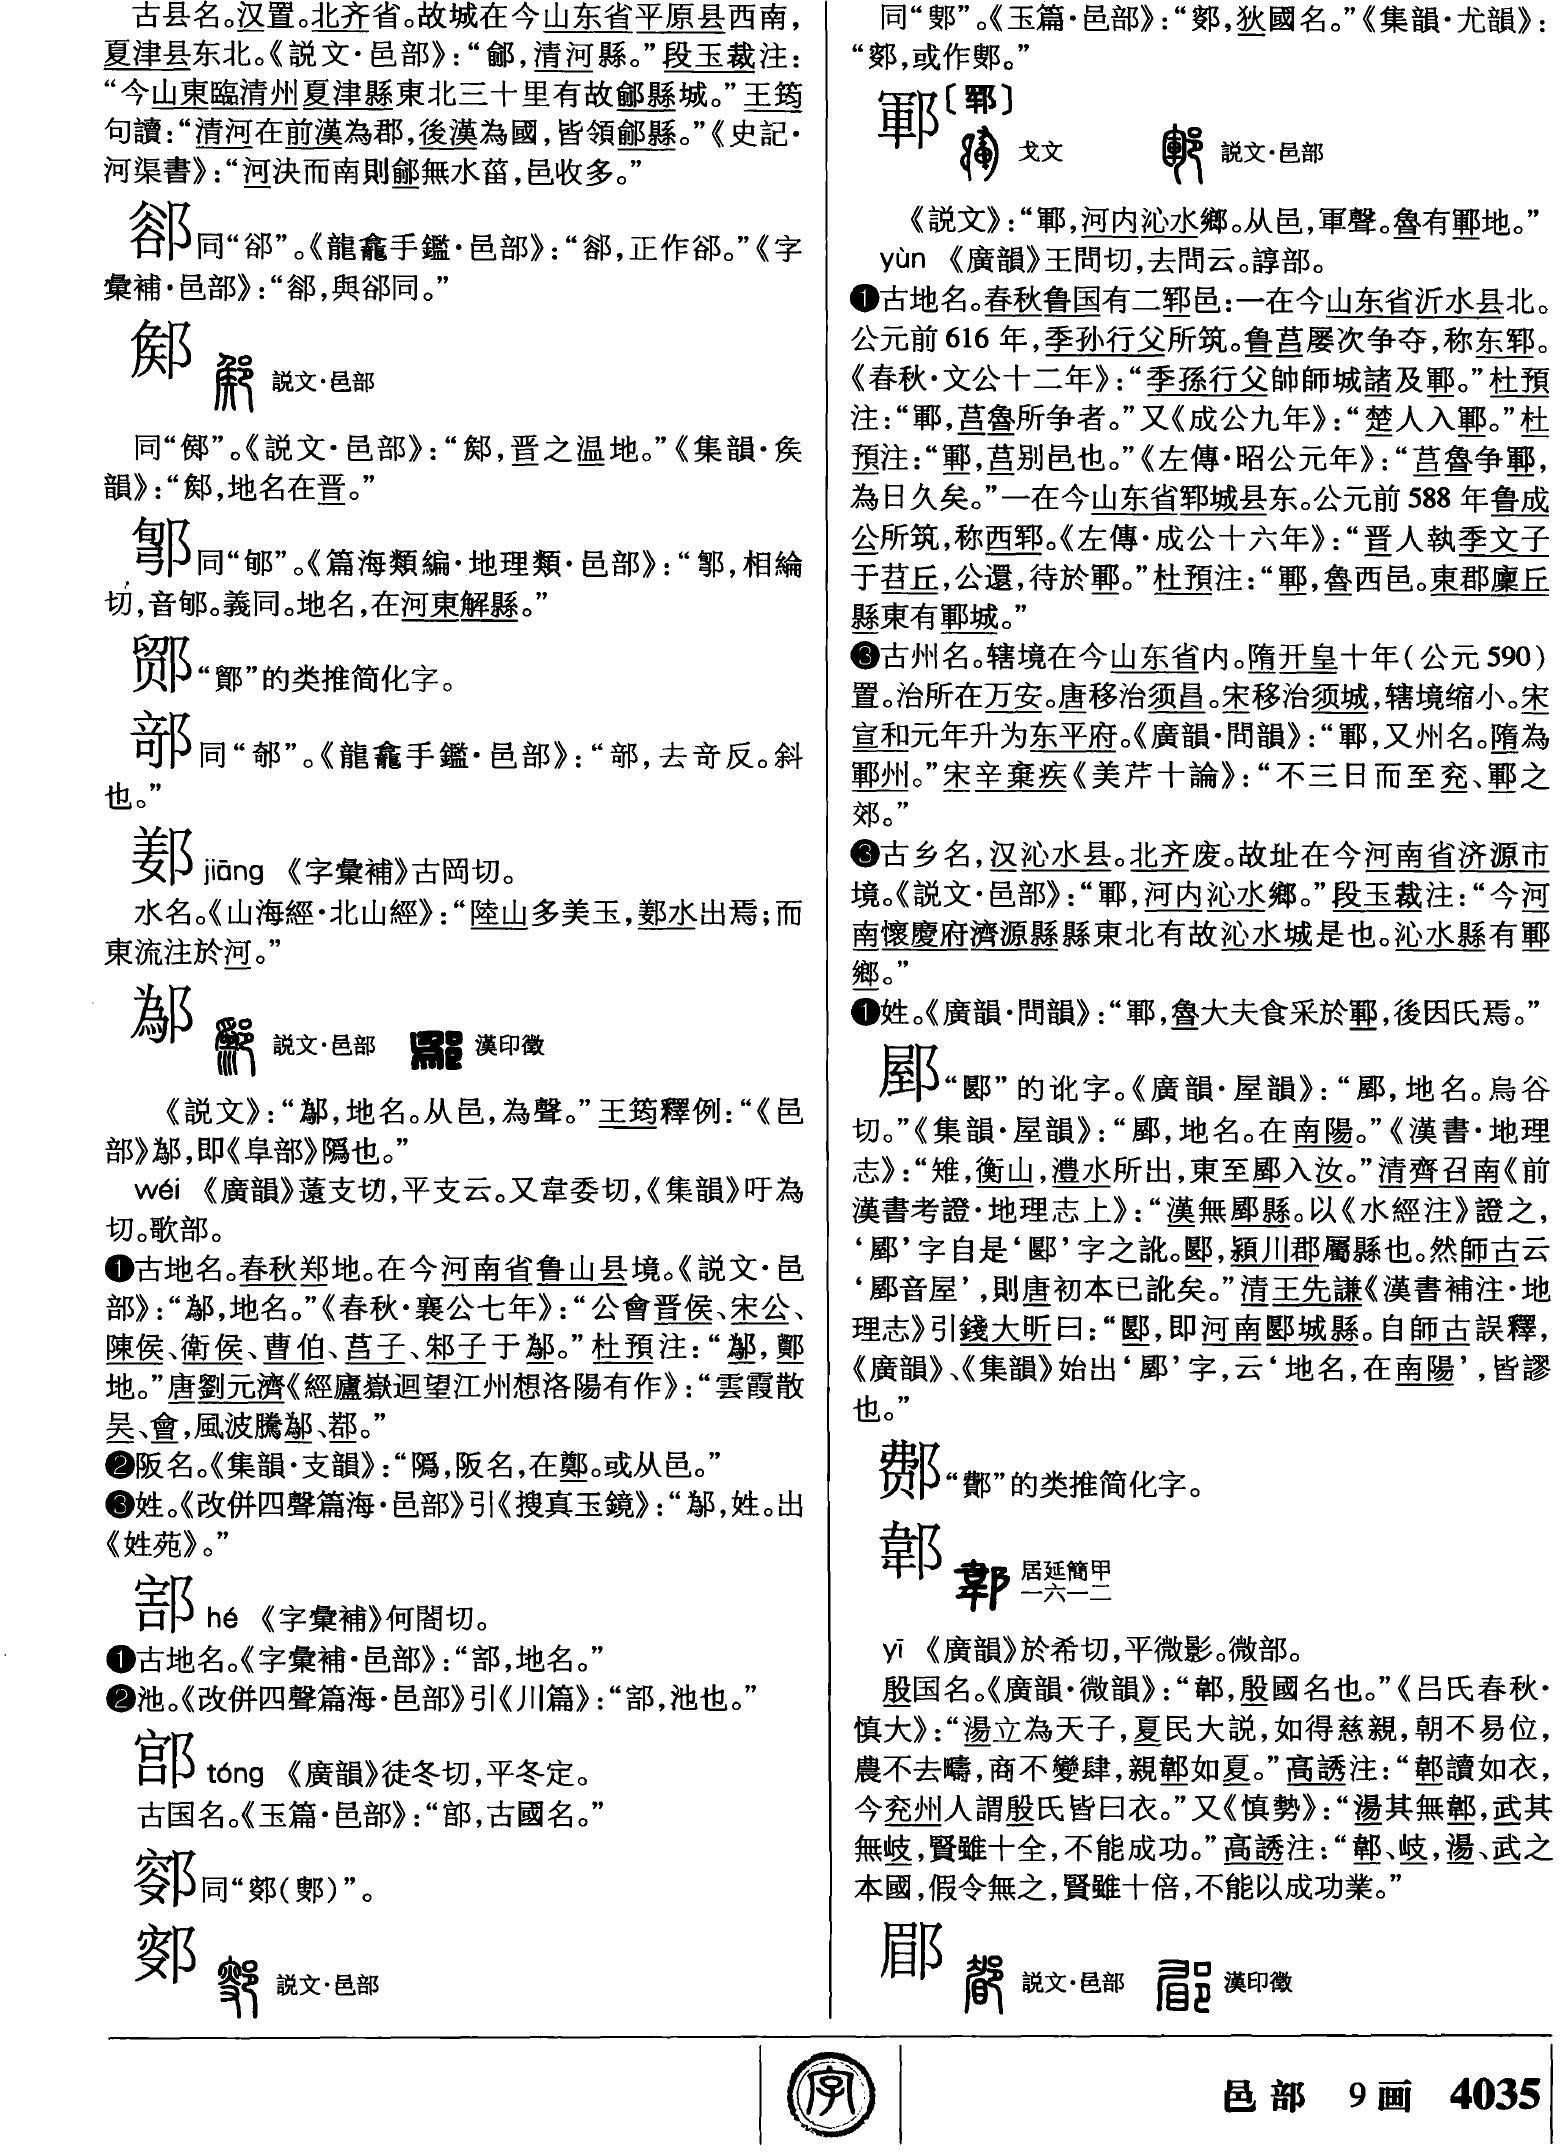 古县名。汉置。北齐省。故城在今山东省平原县西南，
夏津县东北。《説文·邑部》：“鄃，清河縣。”段玉裁注：
“今山東臨清州夏津縣東北三十里有故鄃縣城。”王筠
句讀：“清河在前漢為郡，後漢為國，皆領鄃縣。”《史記·
河渠書》：“河決而南則鄃無水菑，邑收多。”
同“郤”。《龍龕手鑑·邑部》：“𨛷，正作郤。”《字
彙補·邑部》：“，與郤同。”
郈 説文·邑部
同“鄇”。《説文·邑部》：“鄇，晋之温地。”《集韻·矦
韻》：“鄇，地名在晋。”
同“郇”。《篇海類編·地理類·邑部》：“，相綸
切，音郇。義同。地名，在河東解縣。”
“鄮”的类推简化字。
同“郁”。《龍龕手鑑·邑部》：“，去奇反。斜
也。”
jiāng 《字彙補》古岡切。
水名。《山海經·北山經》：“陸山多美玉，䣌水出焉；而
東流注於河。”
鄬 説文·邑部 漢印徵
《説文》：“鄬，地名。从邑，為聲。”王筠釋例：“《邑
部》鄬，即《阜部》隖也。”
wéi 《廣韻》薳支切，平支云。又韋委切，《集韻》吁為
切。歌部。
❶古地名。春秋郑地。在今河南省鲁山县境。《説文·邑
部》：“鄬，地名。”《春秋·襄公七年》：“公會晋侯、宋公、
陳侯、衛侯、曹伯、莒子、邾子于鄬。”杜預注：“鄬，鄭
地。”唐劉元濟《經廬嶽迴望江州想洛陽有作》：“雲霞散
吴、會，風波騰鄬、鄀。”
❷阪名。《集韻·支韻》：“隖，阪名，在鄭。或从邑。”
❸姓。《改併四聲篇海·邑部》引《搜真玉鏡》：“鄬，姓。出
《姓苑》。”
hé 《字彙補》何閤切。
❶古地名。《字彙補·邑部》：“，地名。”
❷池。《改併四聲篇海·邑部》引《川篇》：“，池也。”
tóng 《廣韻》徒冬切，平冬定。
古国名。《玉篇·邑部》：“，古國名。”
同“鄋（鄋）”。
鄋 説文·邑部
同“鄋”。《玉篇·邑部》：“鄋，狄國名。”《集韻·尤韻》：
“鄋，或作鄋。”
鄆〔郓〕 戈文 説文·邑部
《説文》：“鄆，河内沁水鄉。从邑，軍聲。魯有鄆地。”
yùn 《廣韻》王問切，去問云。諄部。
❶古地名。春秋鲁国有二郓邑：一在今山东省沂水县北。
公元前616年，季孙行父所筑。鲁莒屡次争夺，称东郓。
《春秋·文公十二年》：“季孫行父帥師城諸及鄆。”杜預
注：“鄆，莒魯所争者。”又《成公九年》：“楚人入鄆。”杜
預注：“鄆，莒别邑也。”《左傳·昭公元年》：“莒魯争鄆，
為日久矣。”一在今山东省郓城县东。公元前588年鲁成
公所筑，称西郓。《左傳·成公十六年》：“晋人執季文子
于苕丘，公還，待於鄆。”杜預注：“鄆，魯西邑。東郡廩丘
縣東有鄆城。”
❸古州名。辖境在今山东省内。隋开皇十年（公元590）
置。治所在万安。唐移治须昌。宋移治须城，辖境缩小。宋
宣和元年升为东平府。《廣韻·問韻》：“鄆，又州名。隋為
鄆州。”宋辛棄疾《美芹十論》：“不三日而至兗、鄆之
郊。”
❸古乡名，汉沁水县。北齐废。故址在今河南省济源市
境。《説文·邑部》：“鄆，河内沁水鄉。”段玉裁注：“今河
南懷慶府濟源縣縣東北有故沁水城是也。沁水縣有鄆
鄉。”
❶姓。《廣韻·問韻》：“鄆，魯大夫食采於鄆，後因氏焉。”
“郾”的讹字。《廣韻·屋韻》：“𨜓，地名。烏谷
切。”《集韻·屋韻》：“𨜓，地名。在南陽。”《漢書·地理
志》：“雉，衡山，灃水所出，東至𨜓入汝。”清齊召南《前
漢書考證·地理志上》：“漢無𨜓縣。以《水經注》證之，
‘𨜓’字自是‘郾’字之訛。郾，潁川郡屬縣也。然師古云
‘𨜓音屋’，則唐初本已訛矣。”清王先謙《漢書補注·地
理志》引錢大昕曰：“郾，即河南郾城縣。自師古誤釋，
《廣韻》、《集韻》始出‘𨜓’字，云‘地名，在南陽’，皆謬
也。”
“鄪”的类推简化字。
郼 居延簡甲
一六一二
yī 《廣韻》於希切，平微影。微部。
殷国名。《廣韻·微韻》：“郼，殷國名也。”《吕氏春秋·
慎大》：“湯立為天子，夏民大説，如得慈親，朝不易位，
農不去疇，商不變肆，親郼如夏。”高誘注：“郼讀如衣，
今兗州人謂殷氏皆曰衣。”又《慎勢》：“湯其無郼，武其
無岐，賢雖十全，不能成功。”高誘注：“郼、岐，湯、武之
本國，假令無之，賢雖十倍，不能以成功業。”
郿 説文·邑部 漢印徵
字
邑部 9画 4035